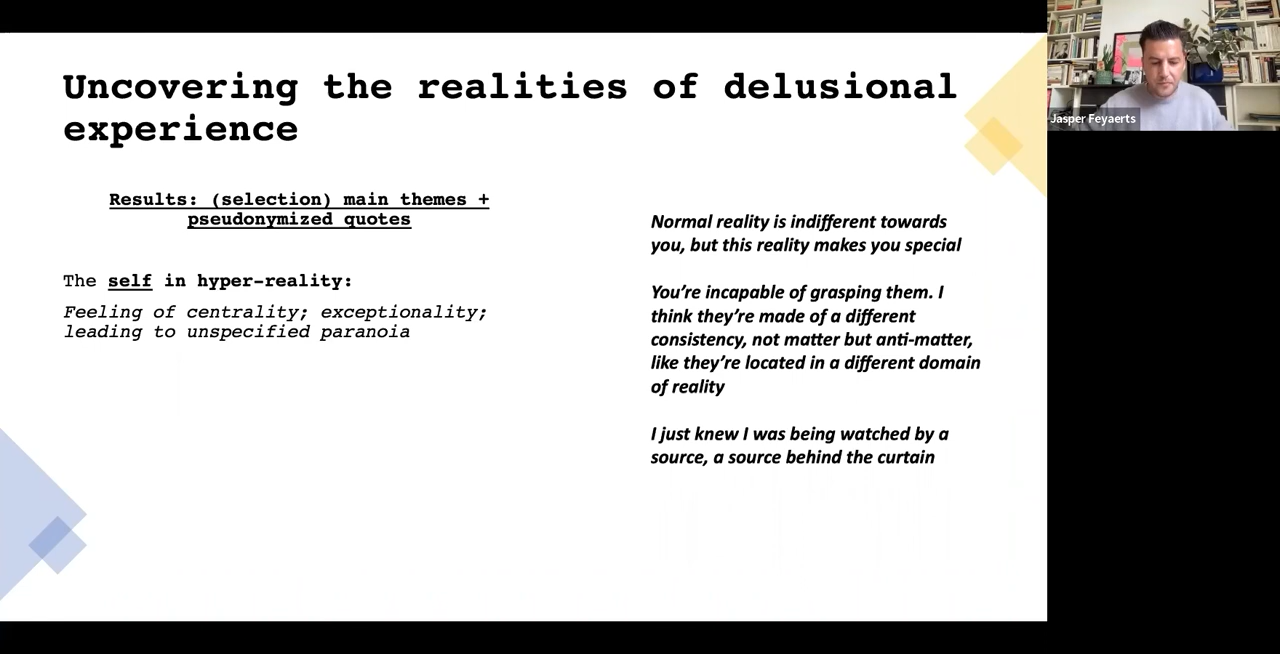 Uncovering the realities of delusional
experience
Results: (selection) main themes +
pseudonymized quotes
The self in hyper-reality:
Feeling of centrality; exceptionality;
leading to unspecified paranoia
Normal reality is indifferent towards
you, but this reality makes you special
You’re incapable of grasping them. I
think they’re made of a different
consistency, not matter but anti-matter,
like they’re located in a different domain
of reality
I just knew I was being watched by a
source, a source behind the curtain
Jasper Feyaerts